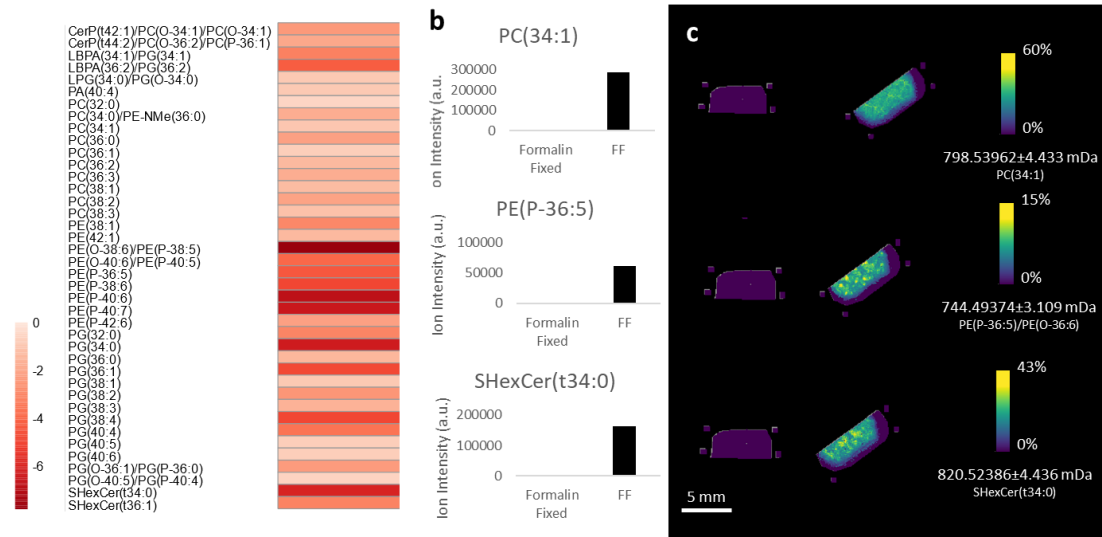 CerP(t42:1)/PC(O-34:1)/PC(O-34:1)
CerP(t44:2)/PC(O-36:2)/PC(P-36:1)
LBPA(34:1)/PG(34:1)
LBPA(36:2)/PG(36:2)
LPG(34:0)/PG(O-34:0)
PA(40:4)
PC(32:0)
PC(34:0)/PE-NMe(36:0)
PC(34:1)
PC(36:0)
PC(36:1)
PC(36:2)
PC(36:3)
PC(38:1)
PC(38:2)
PC(38:3)
PE(38:1)
PE(42:1)
PE(O-38:6)/PE(P-38:5)
PE(O-40:6)/PE(P-40:5)
PE(P-36:5)
PE(P-38:6)
PE(P-40:6)
PE(P-40:7)
PE(P-42:6)
PG(32:0)
PG(34:0)
PG(36:0)
PG(36:1)
PG(38:1)
PG(38:2)
PG(38:3)
PG(38:4)
PG(40:4)
PG(40:5)
PG(40:6)
PG(O-36:1)/PG(P-36:0)
PG(O-40:5)/PG(P-40:4)
SHexCer(t34:0)
SHexCer(t36:1)
0
-2
-4
-6
b
PC(34:1)
on Intensity (a.u.)
300000
200000
100000
0
Formalin
Fixed
FF
PE(P-36:5)
Ion Intensity (a.u.)
100000
50000
0
Formalin
Fixed
FF
SHexCer(t34:0)
Ion Intensity (a.u.)
200000
100000
0
Formalin
Fixed
FF
c
60%
0%
798.53962±4.433 mDa
PC(34:1)
15%
0%
744.49374±3.109 mDa
PE(P-36:5)/PE(O-36:6)
43%
0%
820.52386±4.436 mDa
SHexCer(t34:0)
5 mm